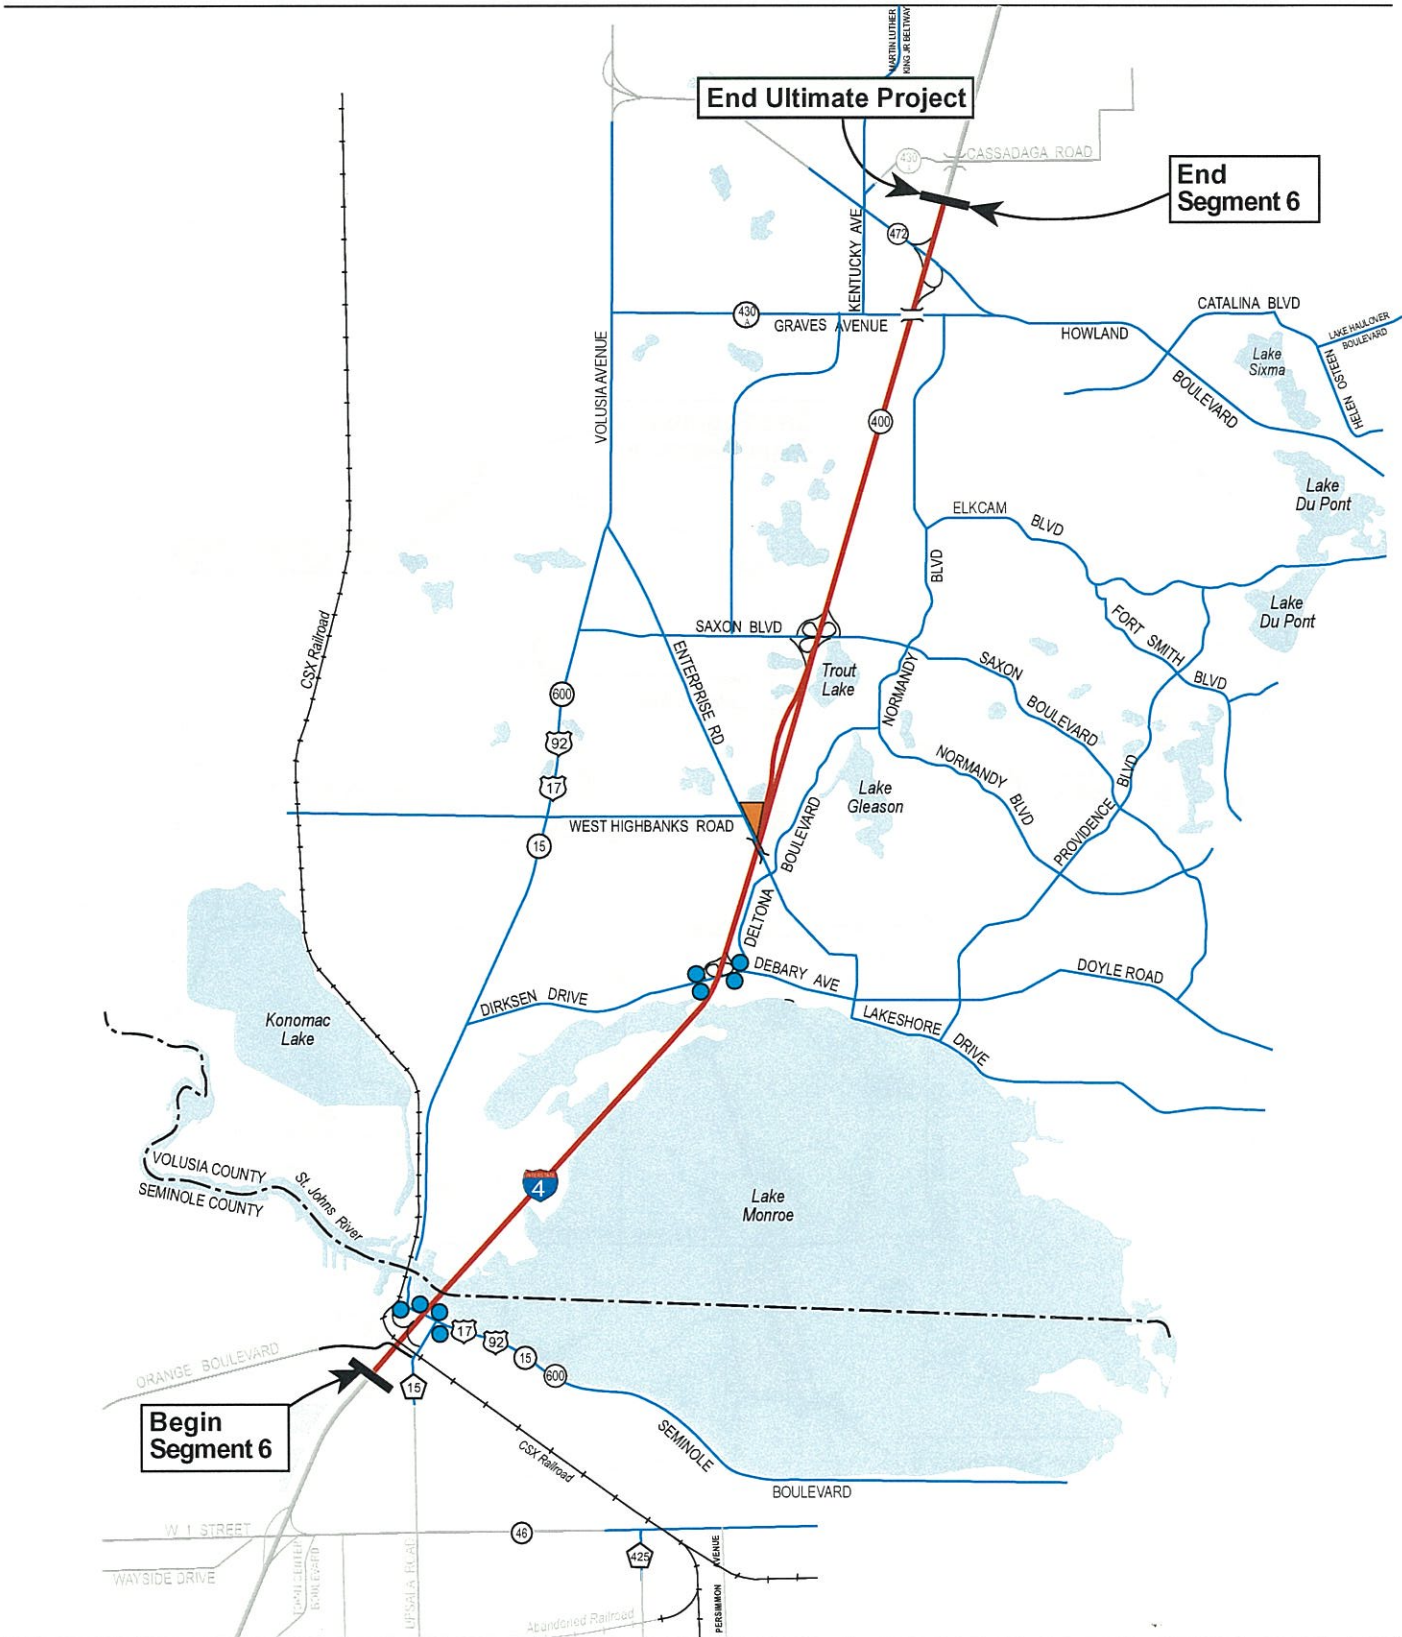 MARTIN LUTHER
KING JR BELTWAY
End Ultimate Project
430
CASSADAGA ROAD
End
Segment 6
472
KENTUCKY AVE
430
A
GRAVES AVENUE
HOWLAND
BOULEVARD
CATALINA BLVD
LAKE HAULOVER
BOULEVARD
HELEN OSTEEN
Lake
Sixma
VOLUSIA AVENUE
400
Lake
Du Pont
ELKCAM BLVD
BLVD
NORMANDY
CSX Railroad
SAXON BLVD
ENTERPRISE RD
Trout
Lake
Lake
Du Pont
FORT SMITH BLVD
SAXON
BOULEVARD
600
92
17
15
NORMANDY BLVD
PROVIDENCE BLVD
Lake
Gleason
WEST HIGHBANKS ROAD
DELTONA BOULEVARD
DEBARY AVE
DOYLE ROAD
DIRKSEN DRIVE
LAKESHORE DRIVE
Konomac
Lake
VOLUSIA COUNTY
SEMINOLE COUNTY
St. Johns River
INTERSTATE
4
Lake
Monroe
17
92
15
600
ORANGE BOULEVARD
15
Begin
Segment 6
CSX Railroad
SEMINOLE
BOULEVARD
W 1 STREET
46
425
WAYSIDE DRIVE
BOULEVARD
UPSALA ROAD
Abandoned Railroad
PERSIMMON AVENUE